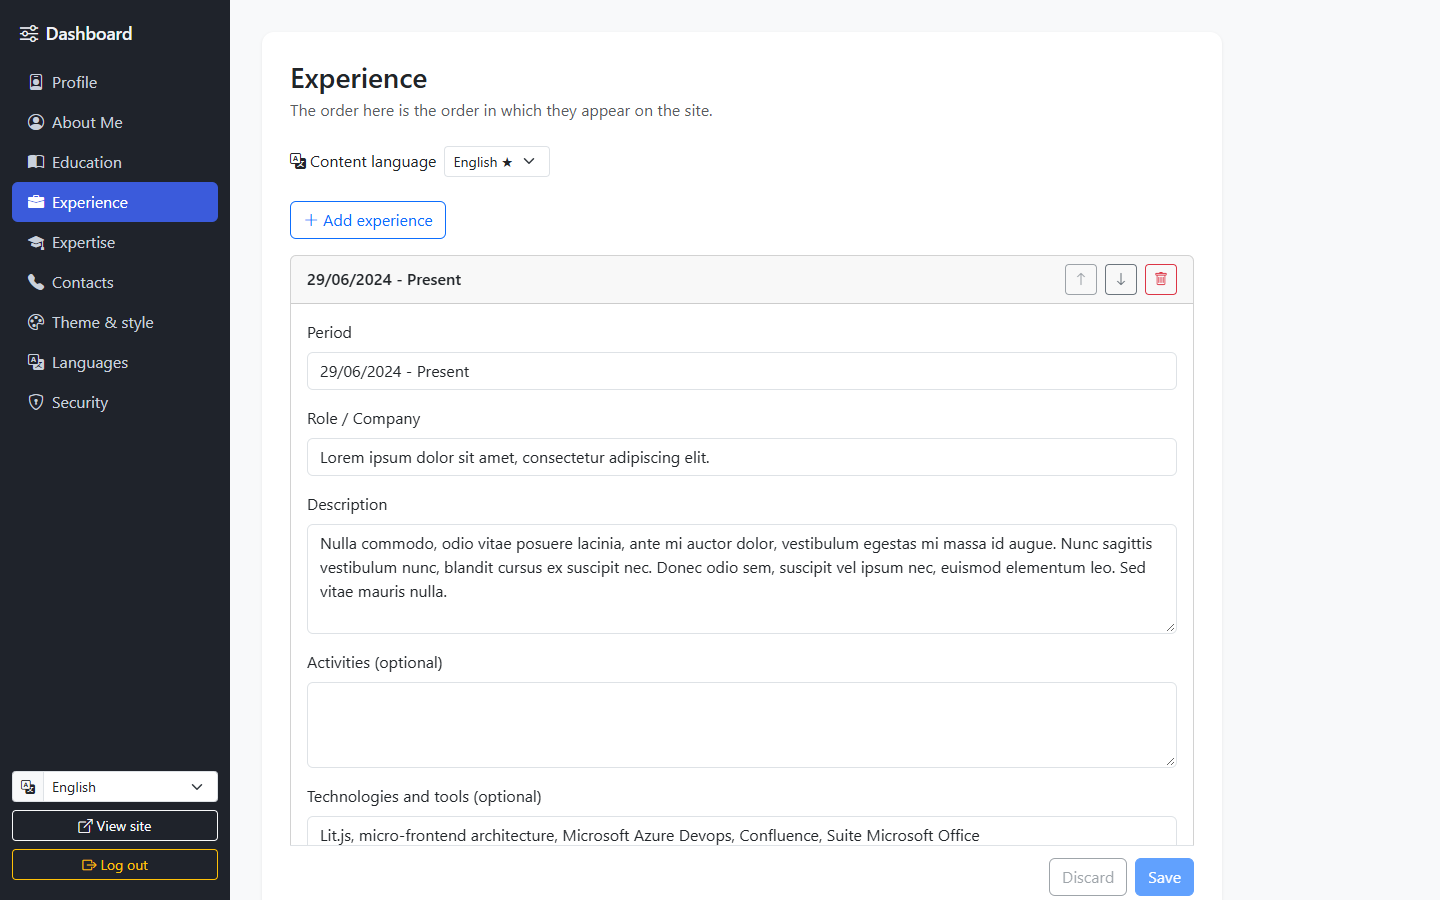 Dashboard
Profile
About Me
Education
Experience
Expertise
Contacts
Theme & style
Languages
Security
English
View site
Log out
Experience
The order here is the order in which they appear on the site.
Content language English ★
+ Add experience
29/06/2024 - Present
Period
29/06/2024 - Present
Role / Company
Lorem ipsum dolor sit amet, consectetur adipiscing elit.
Description
Nulla commodo, odio vitae posuere lacinia, ante mi auctor dolor, vestibulum egestas mi massa id augue. Nunc sagittis
vestibulum nunc, blandit cursus ex suscipit nec. Donec odio sem, suscipit vel ipsum nec, euismod elementum leo. Sed
vitae mauris nulla.
Activities (optional)
Technologies and tools (optional)
Lit.js, micro-frontend architecture, Microsoft Azure Devops, Confluence, Suite Microsoft Office
Discard Save